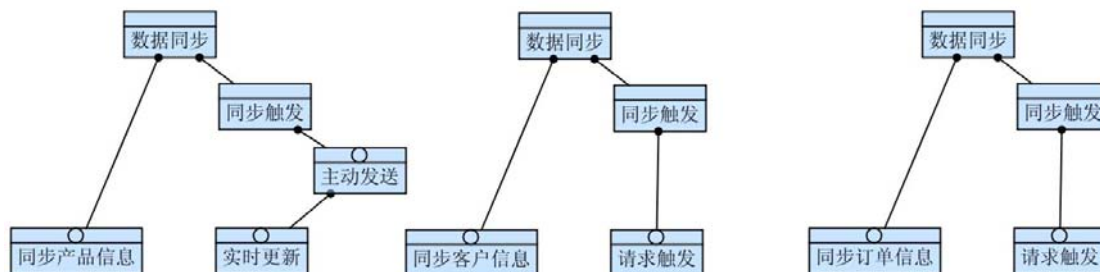 数据同步
同步触发
主动发送
同步产品信息
实时更新
数据同步
同步触发
同步客户信息
请求触发
数据同步
同步触发
同步订单信息
请求触发